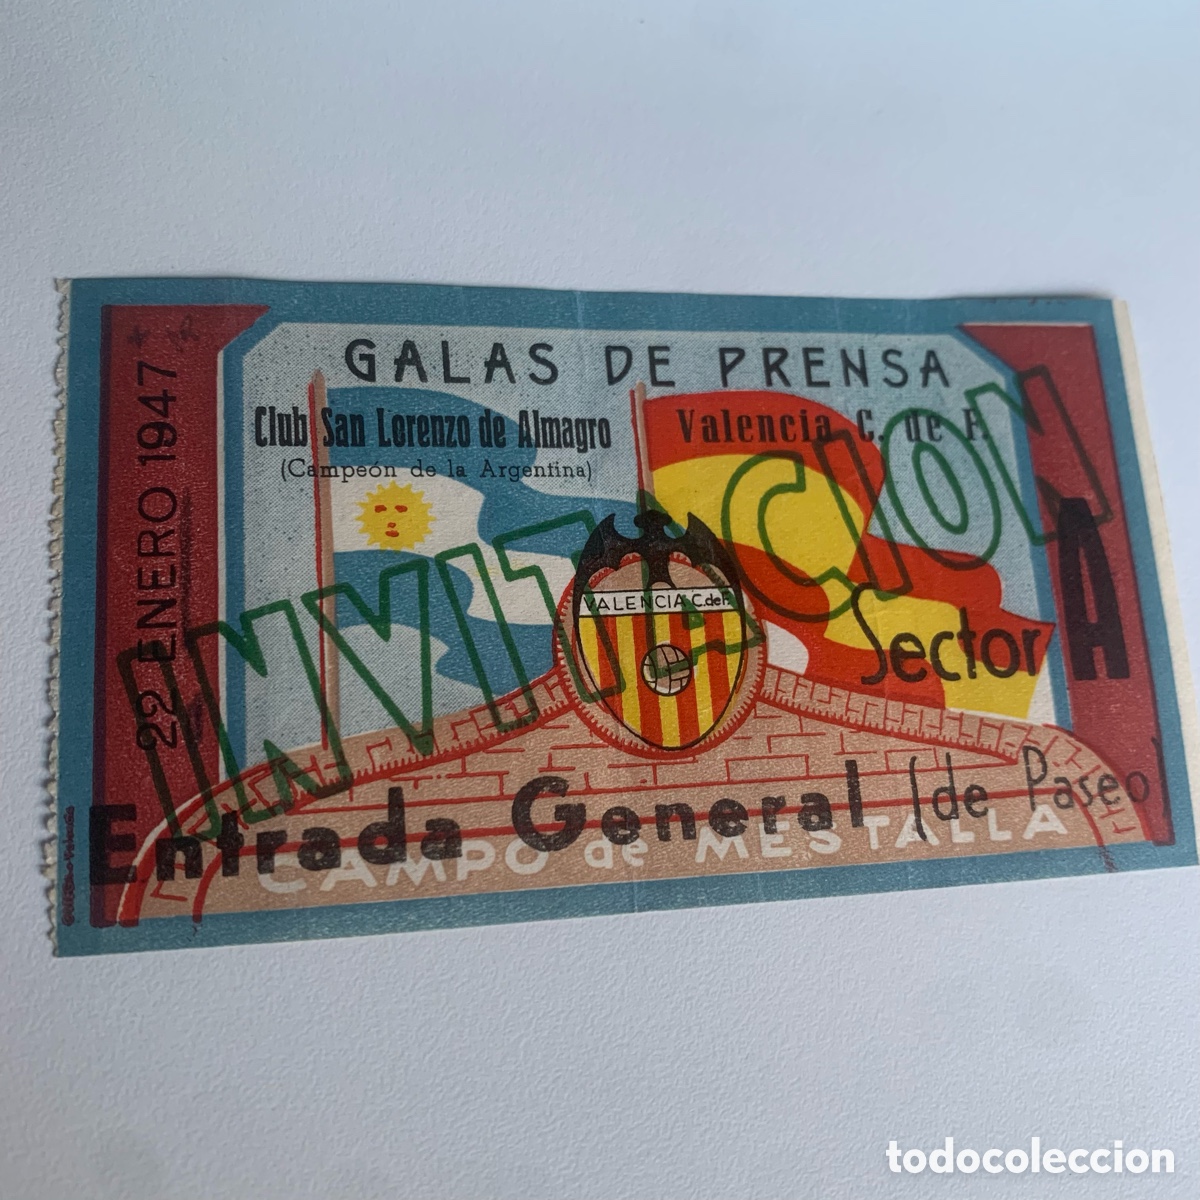 GALAS DE PRENSA
Club San Lorenzo de Almagro
(Campeón de la Argentina)
Valencia C. de F.
22 ENERO 1947
INVITACION
VALENCIA C. de F.
Sector A
Entrada General (de Paseo)
CAMPO de MESTALLA
todocoleccion